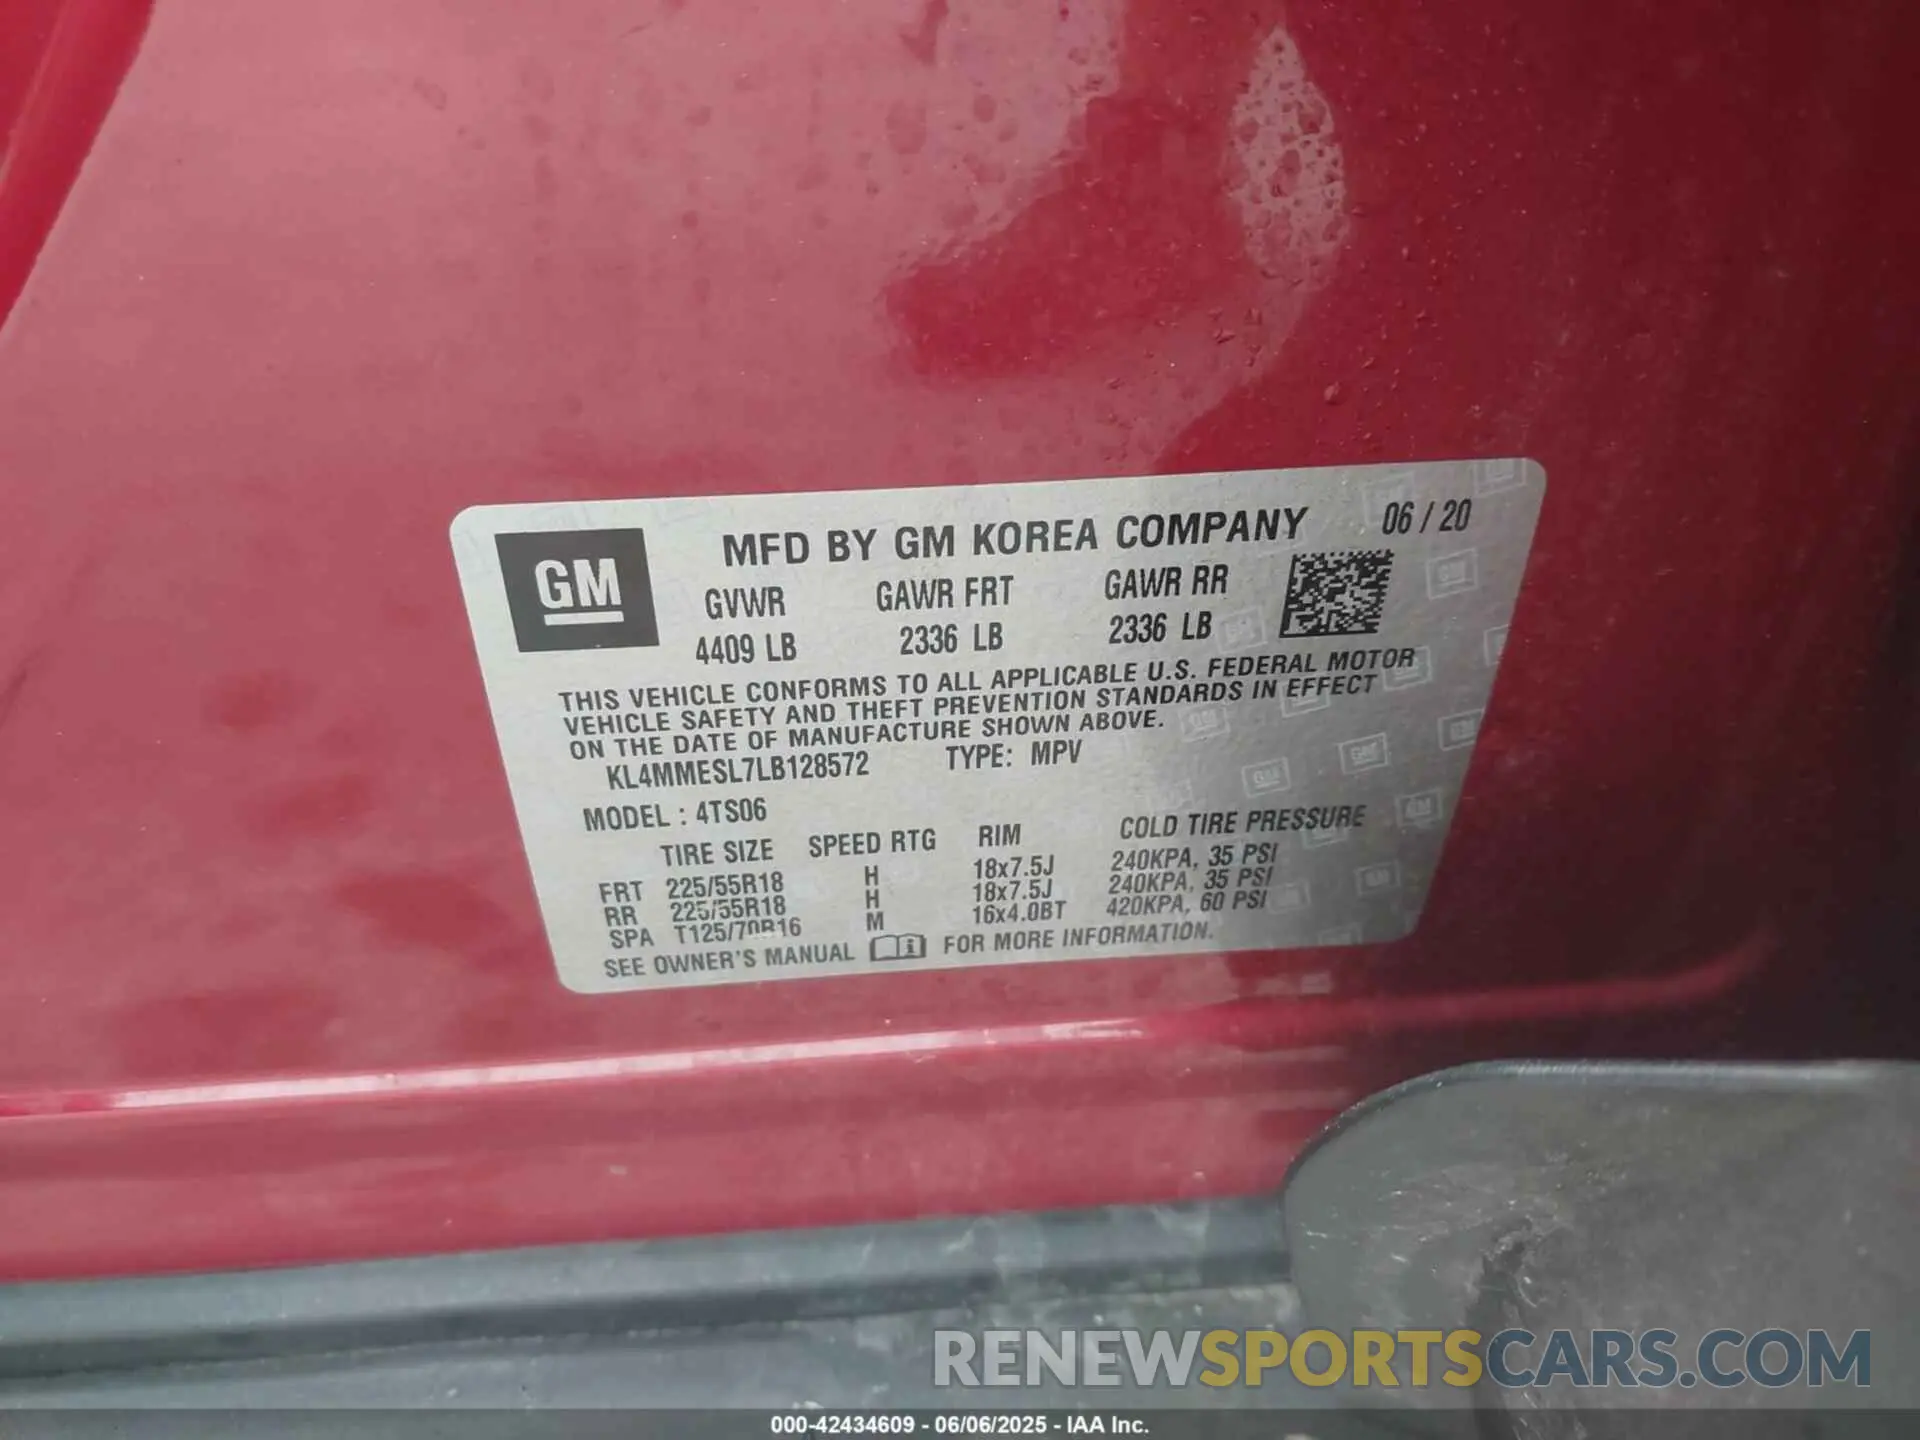 GM
MFD BY GM KOREA COMPANY 06 / 20
GVWR GAWR FRT GAWR RR
4409 LB 2336 LB 2336 LB
THIS VEHICLE CONFORMS TO ALL APPLICABLE U.S. FEDERAL MOTOR
VEHICLE SAFETY AND THEFT PREVENTION STANDARDS IN EFFECT
ON THE DATE OF MANUFACTURE SHOWN ABOVE.
KL4MMESL7LB128572 TYPE: MPV
MODEL : 4TS06
TIRE SIZE SPEED RTG RIM COLD TIRE PRESSURE
FRT 225/55R18 H 18x7.5J 240KPA, 35 PSI
RR 225/55R18 H 18x7.5J 240KPA, 35 PSI
SPA T125/70R16 M 16x4.0BT 420KPA, 60 PSI
SEE OWNER'S MANUAL FOR MORE INFORMATION.
RENEWSPORTSCARS.COM
000-42434609 - 06/06/2025 - IAA Inc.